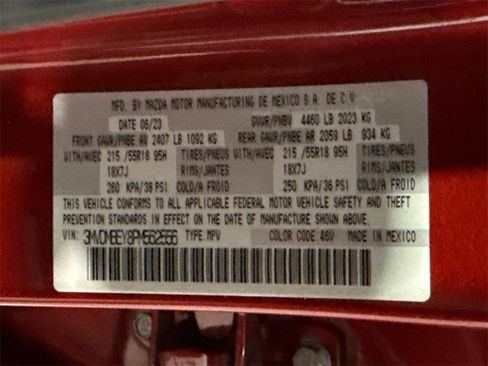 MFD. BY MAZDA MOTOR MANUFACTURING DE MEXICO S.A. DE C.V.
DATE 06/23 GVWR/PNBV 4460 LB 2023 KG
FRONT GAWR/PNBE AV 2407 LB 1092 KG REAR GAWR/PNBE AR 2059 LB 934 KG
WITH/AVEC 215 /55R18 95H TIRES/PNEUS WITH/AVEC 215 /55R18 95H TIRES/PNEUS
18X7J RIMS/JANTES 18X7J RIMS/JANTES
260 KPA/38 PSI COLD/A FROID 250 KPA/36 PSI COLD/A FROID
THIS VEHICLE CONFORMS TO ALL APPLICABLE FEDERAL MOTOR VEHICLE SAFETY AND THEFT
PREVENTION STANDARDS IN EFFECT ON THE DATE OF MANUFACTURE SHOWN ABOVE.
VIN: 3MVDMBEY8PM562556 TYPE: MPV COLOR CODE: 46V MADE IN MEXICO